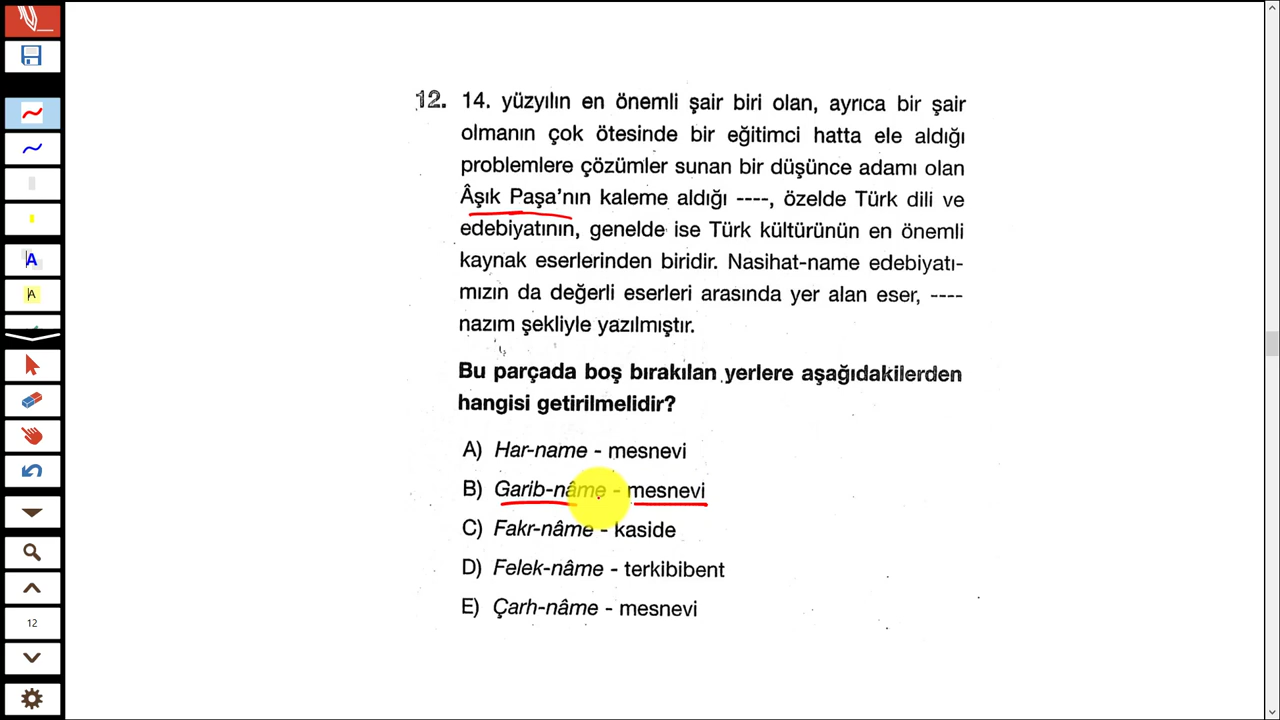 12. 14. yüzyılın en önemli şair biri olan, ayrıca bir şair
olmanın çok ötesinde bir eğitimci hatta ele aldığı
problemlere çözümler sunan bir düşünce adamı olan
Âşık Paşa'nın kaleme aldığı ----, özelde Türk dili ve
edebiyatının, genelde ise Türk kültürünün en önemli
kaynak eserlerinden biridir. Nasihat-name edebiyatı-
mızın da değerli eserleri arasında yer alan eser, ----
nazım şekliyle yazılmıştır.
Bu parçada boş bırakılan yerlere aşağıdakilerden
hangisi getirilmelidir?
A) Har-name - mesnevi
B) Garib-nâme - mesnevi
C) Fakr-nâme - kaside
D) Felek-nâme - terkibibent
E) Çarh-nâme - mesnevi
A
A
12